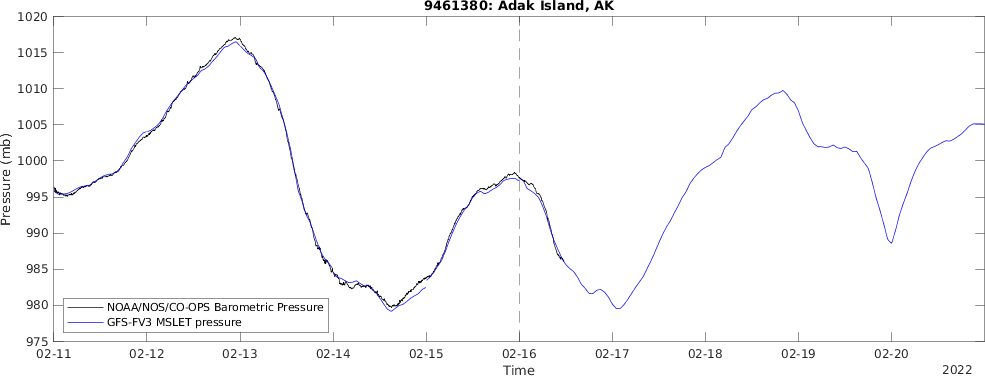 9461380: Adak Island, AK
Pressure (mb)
1020
1015
1010
1005
1000
995
990
985
980
975
NOAA/NOS/CO-OPS Barometric Pressure
GFS-FV3 MSLET pressure
02-11 02-12 02-13 02-14 02-15 02-16 02-17 02-18 02-19 02-20
Time
2022